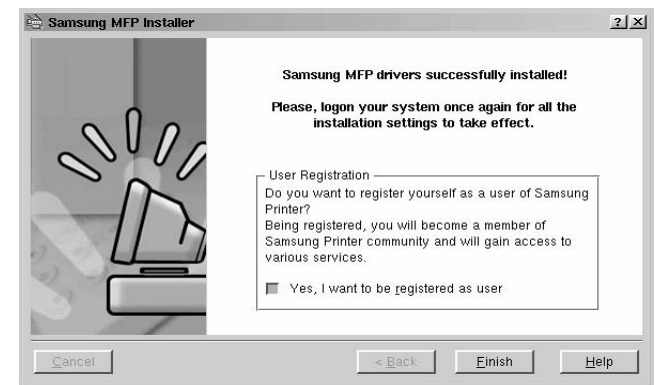 Samsung MFP Installer
? X
Samsung MFP drivers successfully installed!
Please, logon your system once again for all the
installation settings to take effect.
User Registration
Do you want to register yourself as a user of Samsung
Printer?
Being registered, you will become a member of
Samsung Printer community and will gain access to
various services.
Yes, I want to be registered as user
Cancel
< Back
Finish
Help